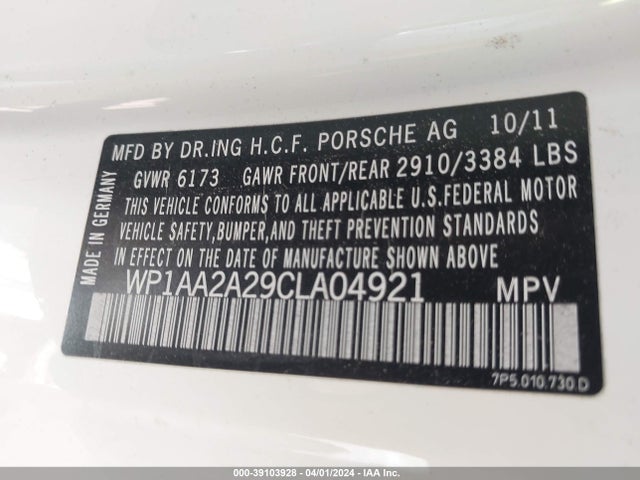 MFD BY DR.ING H.C.F. PORSCHE AG 10/11
GVWR 6173 GAWR FRONT/REAR 2910/3384 LBS
THIS VEHICLE CONFORMS TO ALL APPLICABLE U.S.FEDERAL MOTOR
VEHICLE SAFETY,BUMPER,AND THEFT PREVENTION STANDARDS
IN EFFECT ON THE DATE OF MANUFACTURE SHOWN ABOVE
WP1AA2A29CLA04921 MPV
7P5.010.730 D
MADE IN GERMANY
000-39103928 - 04/01/2024 - IAA Inc.